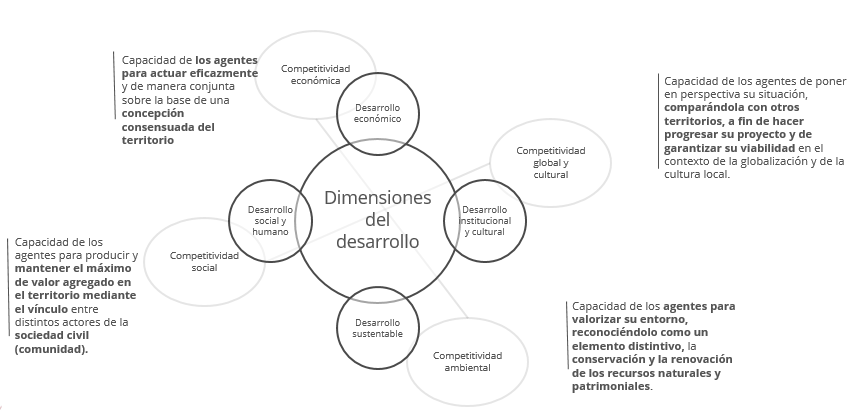 Capacidad de los agentes
para actuar eficazmente
y de manera conjunta
sobre la base de una
concepción
consensuada del
territorio
Competitividad
económica
Desarrollo
económico
Capacidad de los agentes de poner
en perspectiva su situación,
comparándola con otros
territorios, a fin de hacer
progresar su proyecto y de
garantizar su viabilidad en el
contexto de la globalización y de la
cultura local.
Competitividad
global y
cultural
Dimensiones
del
desarrollo
Desarrollo
social y
humano
Desarrollo
institucional
y cultural
Capacidad de los
agentes para producir y
mantener el máximo
de valor agregado en
el territorio mediante
el vínculo entre
distintos actores de la
sociedad civil
(comunidad).
Competitividad
social
Desarrollo
sustentable
Competitividad
ambiental
Capacidad de los agentes para
valorizar su entorno,
reconociéndolo como un
elemento distintivo, la
conservación y la renovación
de los recursos naturales y
patrimoniales.